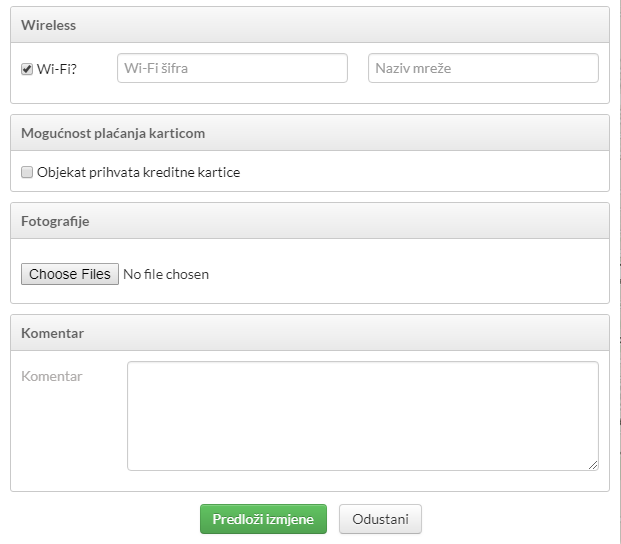 Wireless
Wi-Fi? Wi-Fi šifra Naziv mreže
Mogućnost plaćanja karticom
Objekat prihvata kreditne kartice
Fotografije
Choose Files No file chosen
Komentar
Komentar
Predloži izmjene Odustani